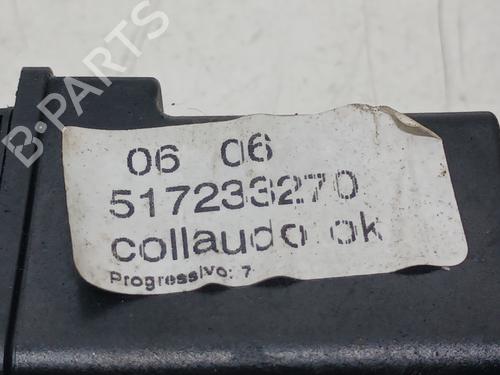 B-PARTS
06 06
517233270
collaudo ok
Progressivo: 7